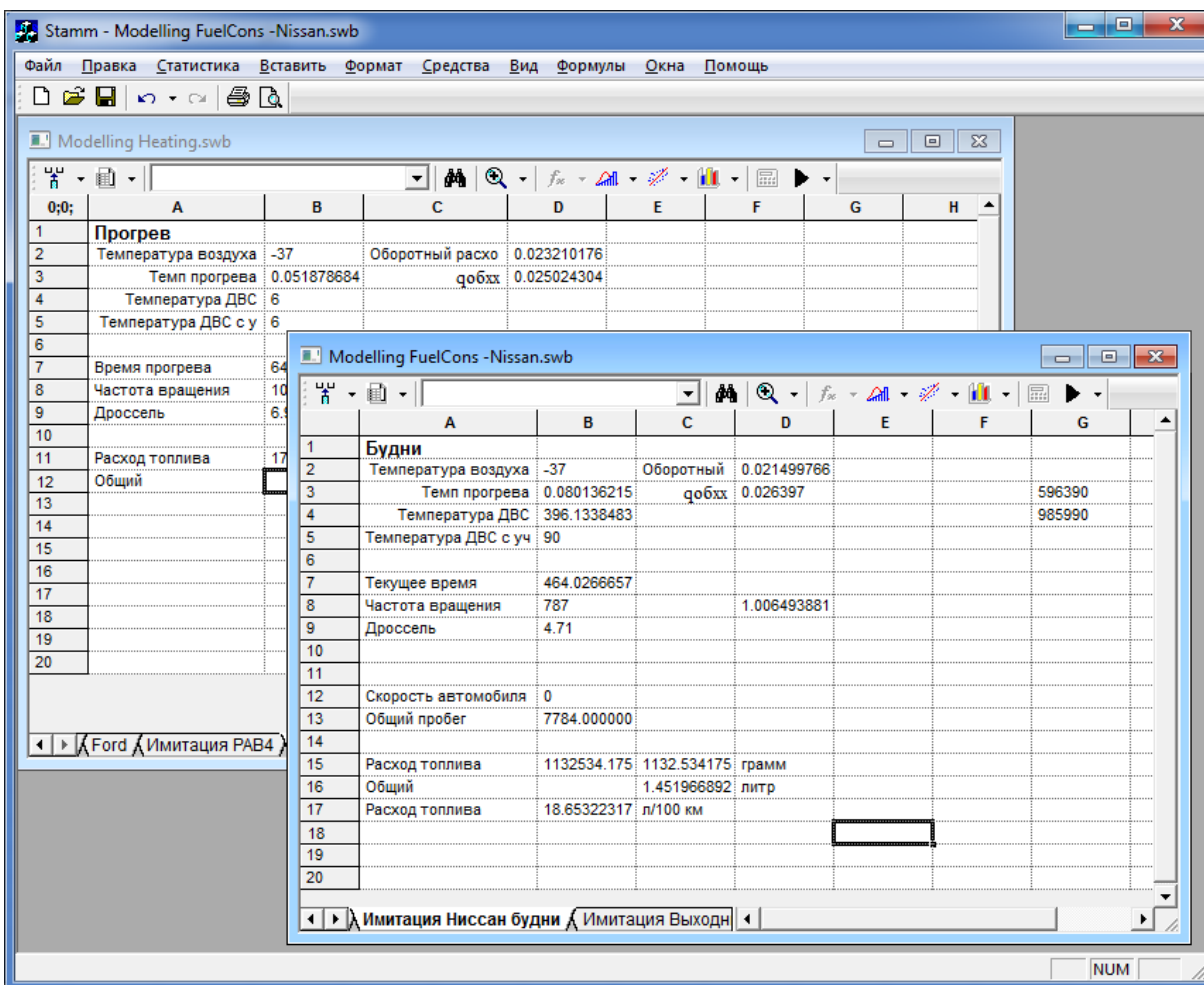 Stamm - Modelling FuelCons -Nissan.swb
Файл Правка Статистика Вставить Формат Средства Вид Формулы Окна Помощь
Modelling Heating.swb
0;0; A B C D E F G H
1 Прогрев
2 Температура воздуха -37 Оборотный расхо 0.023210176
3 Темп прогрева 0.051878684 qобхх 0.025024304
4 Температура ДВС 6
5 Температура ДВС с у 6
6
7 Время прогрева 64
8 Частота вращения 10
9 Дроссель 6.9
10
11 Расход топлива 17
12 Общий
13
14
15
16
17
18
19
20
Ford Имитация РАВ4
Modelling FuelCons -Nissan.swb
A B C D E F G
1 Будни
2 Температура воздуха -37 Оборотный 0.021499766
3 Темп прогрева 0.080136215 qобхх 0.026397 596390
4 Температура ДВС 396.1338483 985990
5 Температура ДВС с уч 90
6
7 Текущее время 464.0266657
8 Частота вращения 787 1.006493881
9 Дроссель 4.71
10
11
12 Скорость автомобиля 0
13 Общий пробег 7784.000000
14
15 Расход топлива 1132534.175 1132.534175 грамм
16 Общий 1.451966892 литр
17 Расход топлива 18.65322317 л/100 км
18
19
20
Имитация Ниссан будни Имитация Выходн
NUM